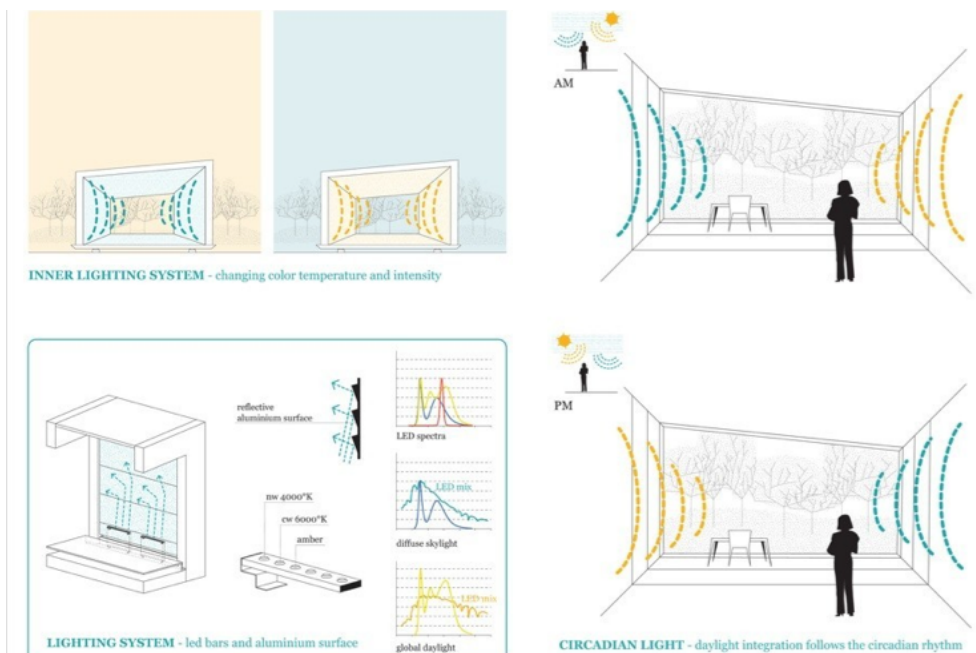 INNER LIGHTING SYSTEM - changing color temperature and intensity
AM
reflective
aluminium surface
LED spectra
LED mix
diffuse skylight
nw 4000°K
cw 6000°K
amber
LED mix
global daylight
LIGHTING SYSTEM - led bars and aluminium surface
PM
CIRCADIAN LIGHT - daylight integration follows the circadian rhythm